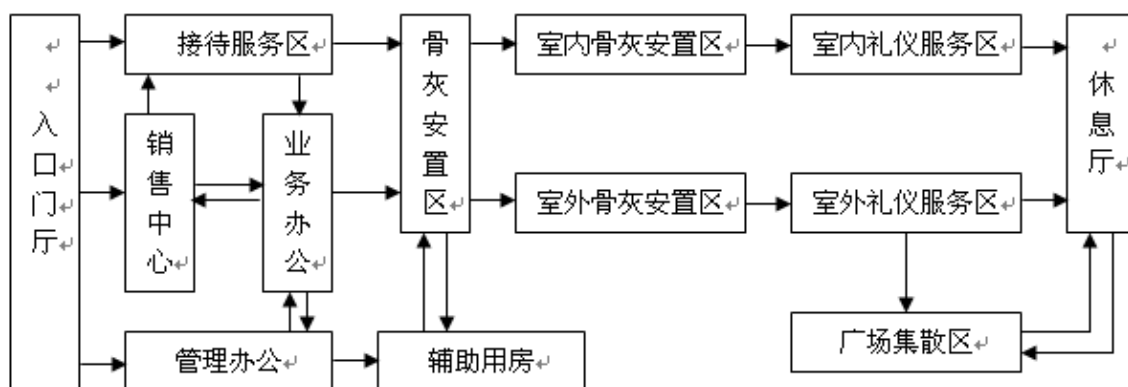 入口门厅
接待服务区
销售中心
业务办公
管理办公
骨灰安置区
辅助用房
室内骨灰安置区
室内礼仪服务区
室外骨灰安置区
室外礼仪服务区
广场集散区
休息厅